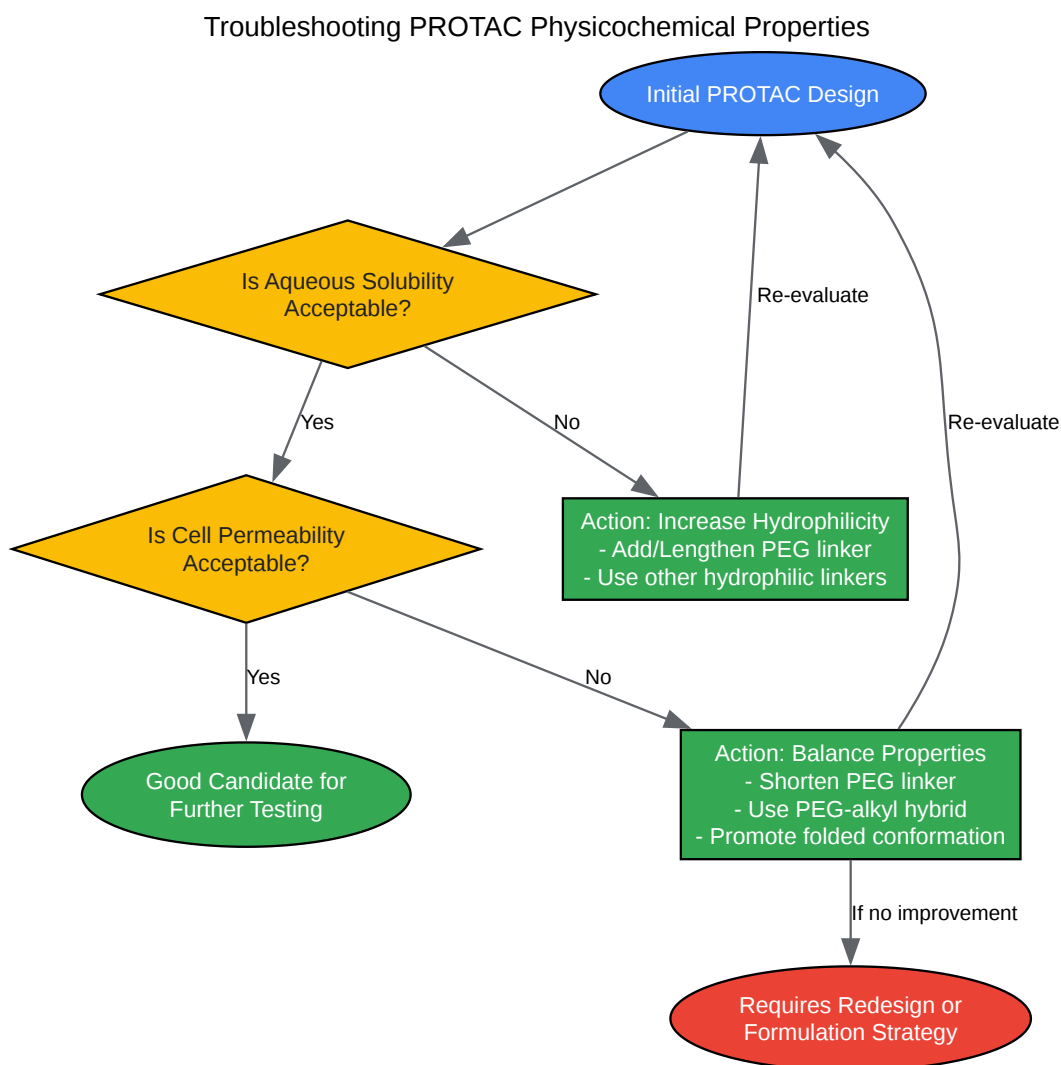 Troubleshooting PROTAC Physicochemical Properties
Initial PROTAC Design
Is Aqueous Solubility
Acceptable?
Re-evaluate
Yes
No
Re-evaluate
Action: Increase Hydrophilicity
- Add/Lengthen PEG linker
- Use other hydrophilic linkers
Is Cell Permeability
Acceptable?
Yes
No
Good Candidate for
Further Testing
Action: Balance Properties
- Shorten PEG linker
- Use PEG-alkyl hybrid
- Promote folded conformation
If no improvement
Requires Redesign or
Formulation Strategy